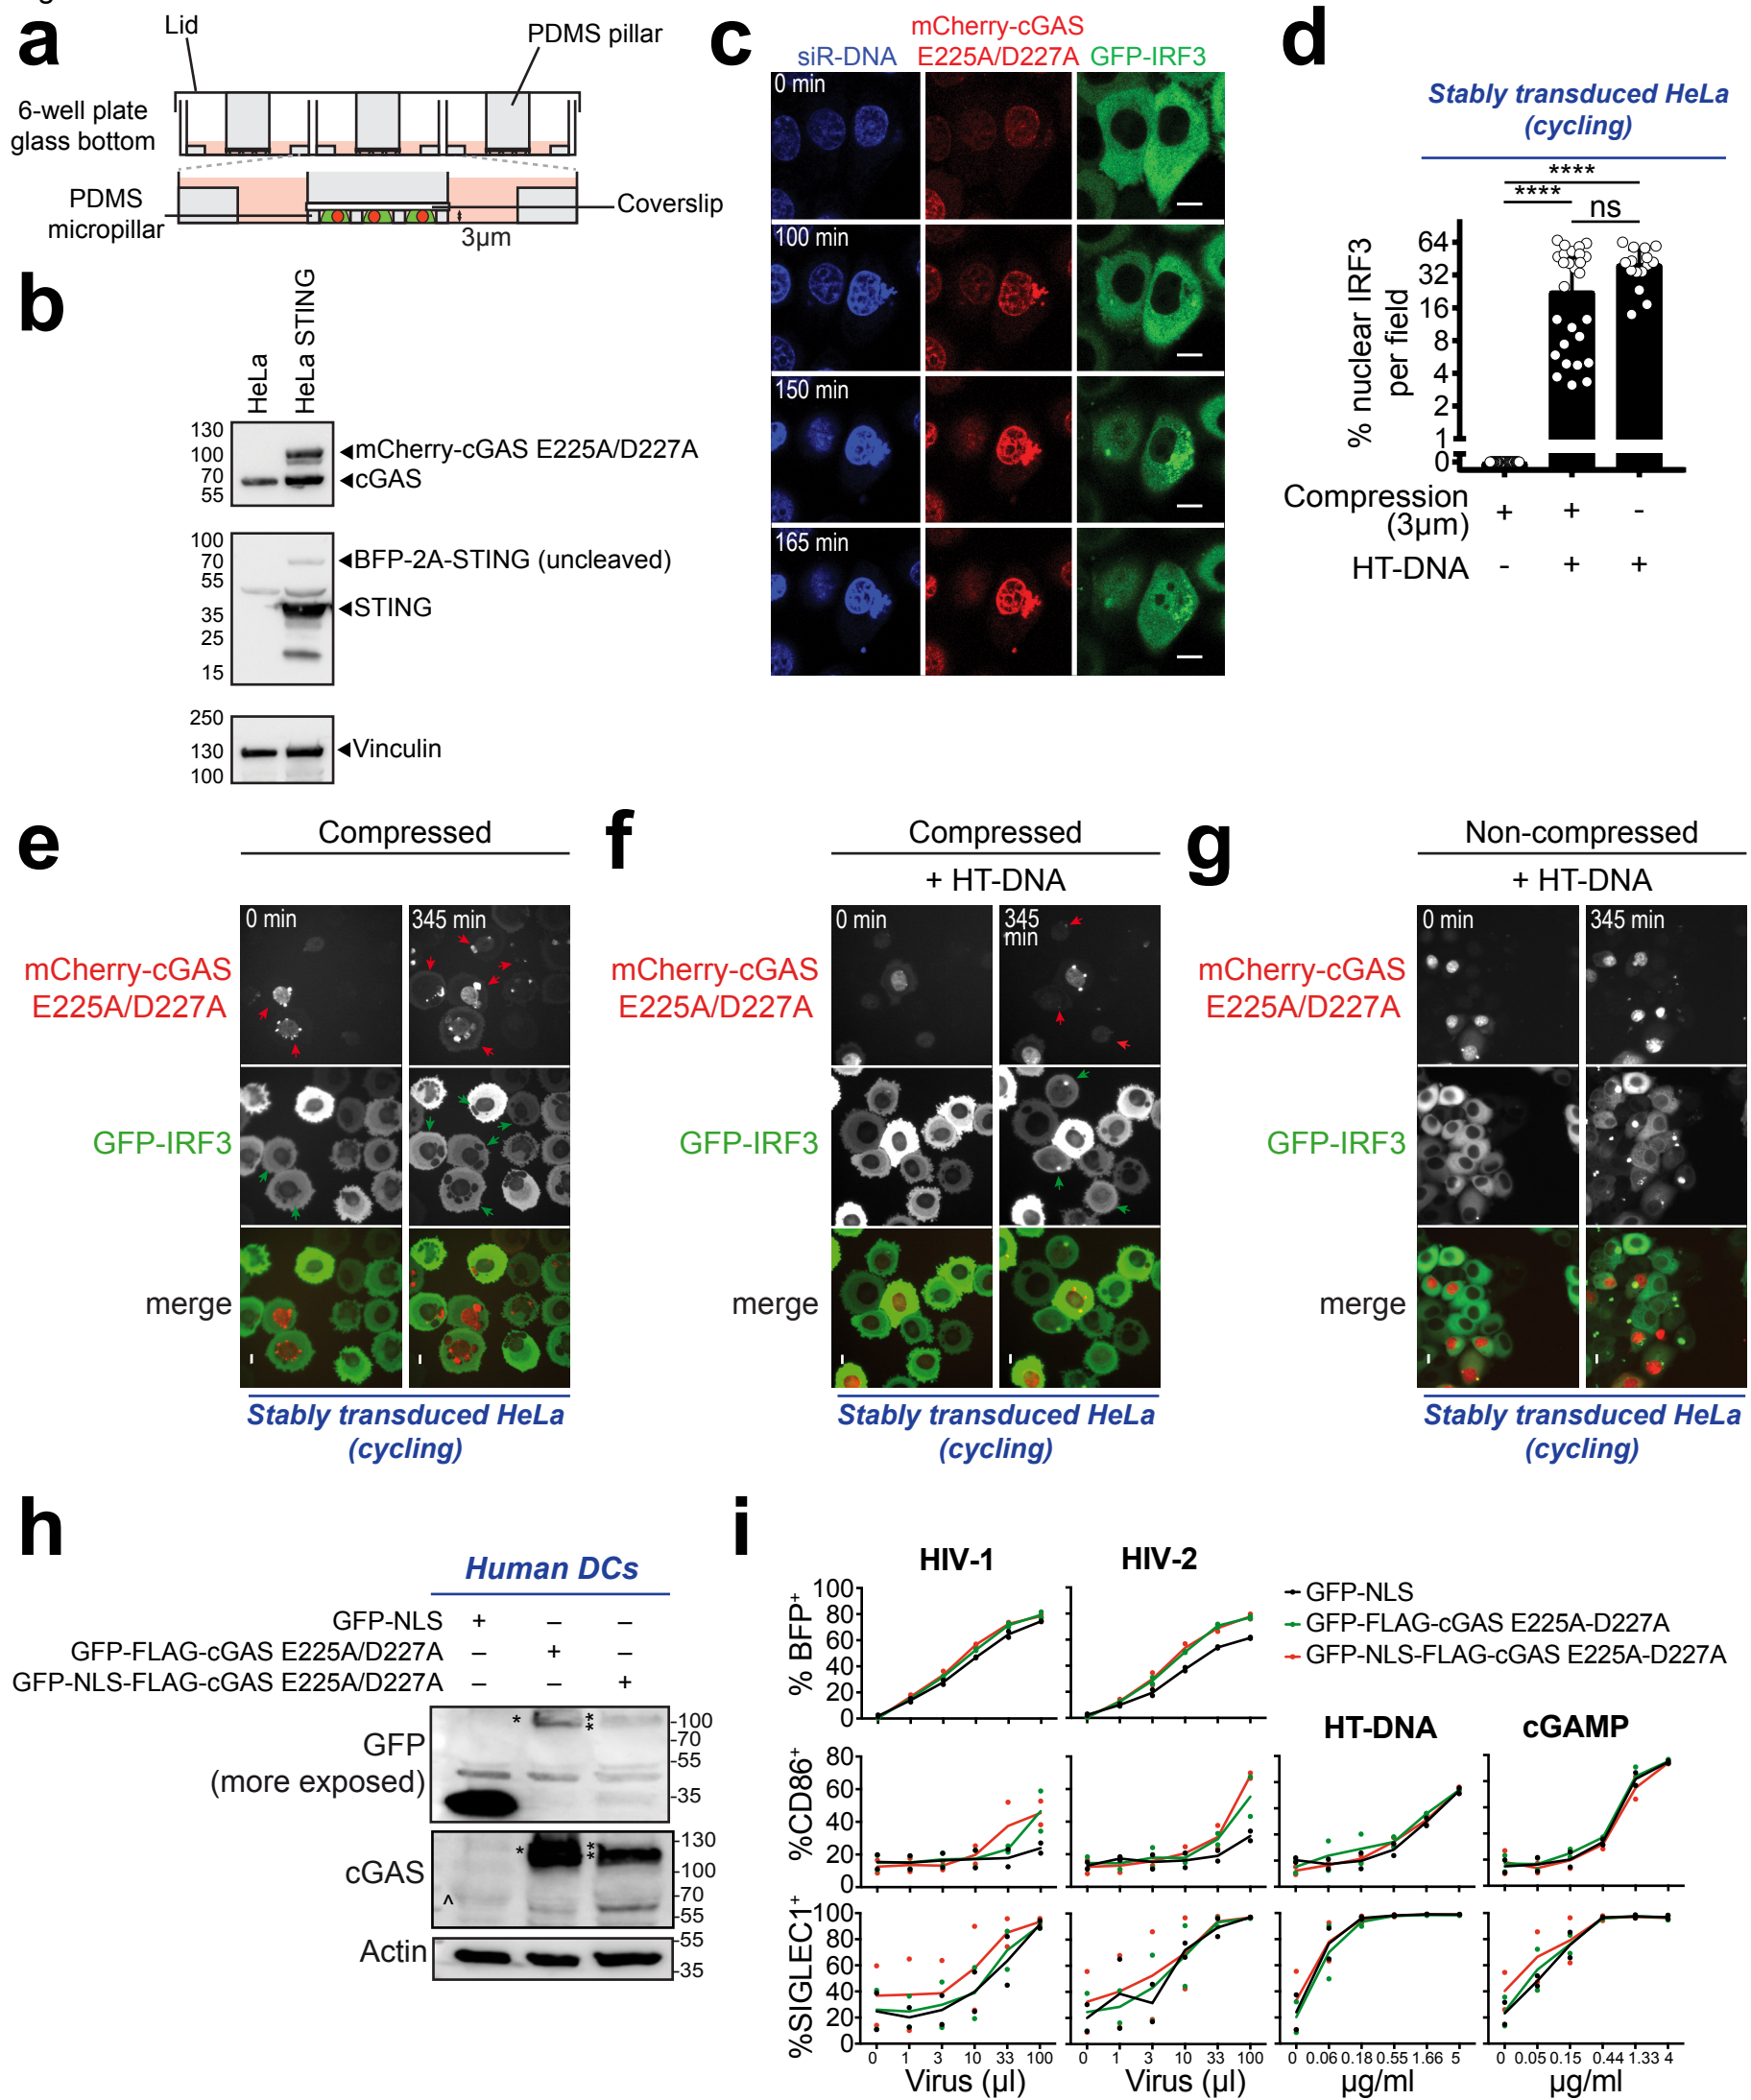 a
Lid
PDMS pillar
6-well plate
glass bottom
PDMS
micropillar
Coverslip
3µm
b
HeLa
HeLa STING
130
100
70
55
mCherry-cGAS E225A/D227A
cGAS
100
70
55
35
25
15
BFP-2A-STING (uncleaved)
STING
250
130
100
Vinculin
c
mCherry-cGAS
siR-DNA E225A/D227A GFP-IRF3
0 min
100 min
150 min
165 min
d
Stably transduced HeLa
(cycling)
****
****
ns
% nuclear IRF3
per field
64
32
16
8
4
2
1
0
Compression
(3µm)
+ + -
HT-DNA - + +
e
Compressed
0 min 345 min
mCherry-cGAS
E225A/D227A
GFP-IRF3
merge
Stably transduced HeLa
(cycling)
f
Compressed
+ HT-DNA
0 min 345
min
mCherry-cGAS
E225A/D227A
GFP-IRF3
merge
Stably transduced HeLa
(cycling)
g
Non-compressed
+ HT-DNA
0 min 345 min
mCherry-cGAS
E225A/D227A
GFP-IRF3
merge
Stably transduced HeLa
(cycling)
h
Human DCs
GFP-NLS + – –
GFP-FLAG-cGAS E225A/D227A – + –
GFP-NLS-FLAG-cGAS E225A/D227A – – +
GFP
(more exposed)
* * *
-100
-70
-55
-35
cGAS
* * *
^
-130
-100
-70
-55
Actin
-55
-35
i
HIV-1 HIV-2
GFP-NLS
GFP-FLAG-cGAS E225A-D227A
GFP-NLS-FLAG-cGAS E225A-D227A
% BFP+
100
80
60
40
20
0
HT-DNA cGAMP
%CD86+
80
60
40
20
0
%SIGLEC1+
100
80
60
40
20
0
0 1 3 10 33 100
Virus (µl)
0 1 3 10 33 100
Virus (µl)
0 0.06 0.18 0.55 1.66 5
µg/ml
0 0.05 0.15 0.44 1.33 4
µg/ml